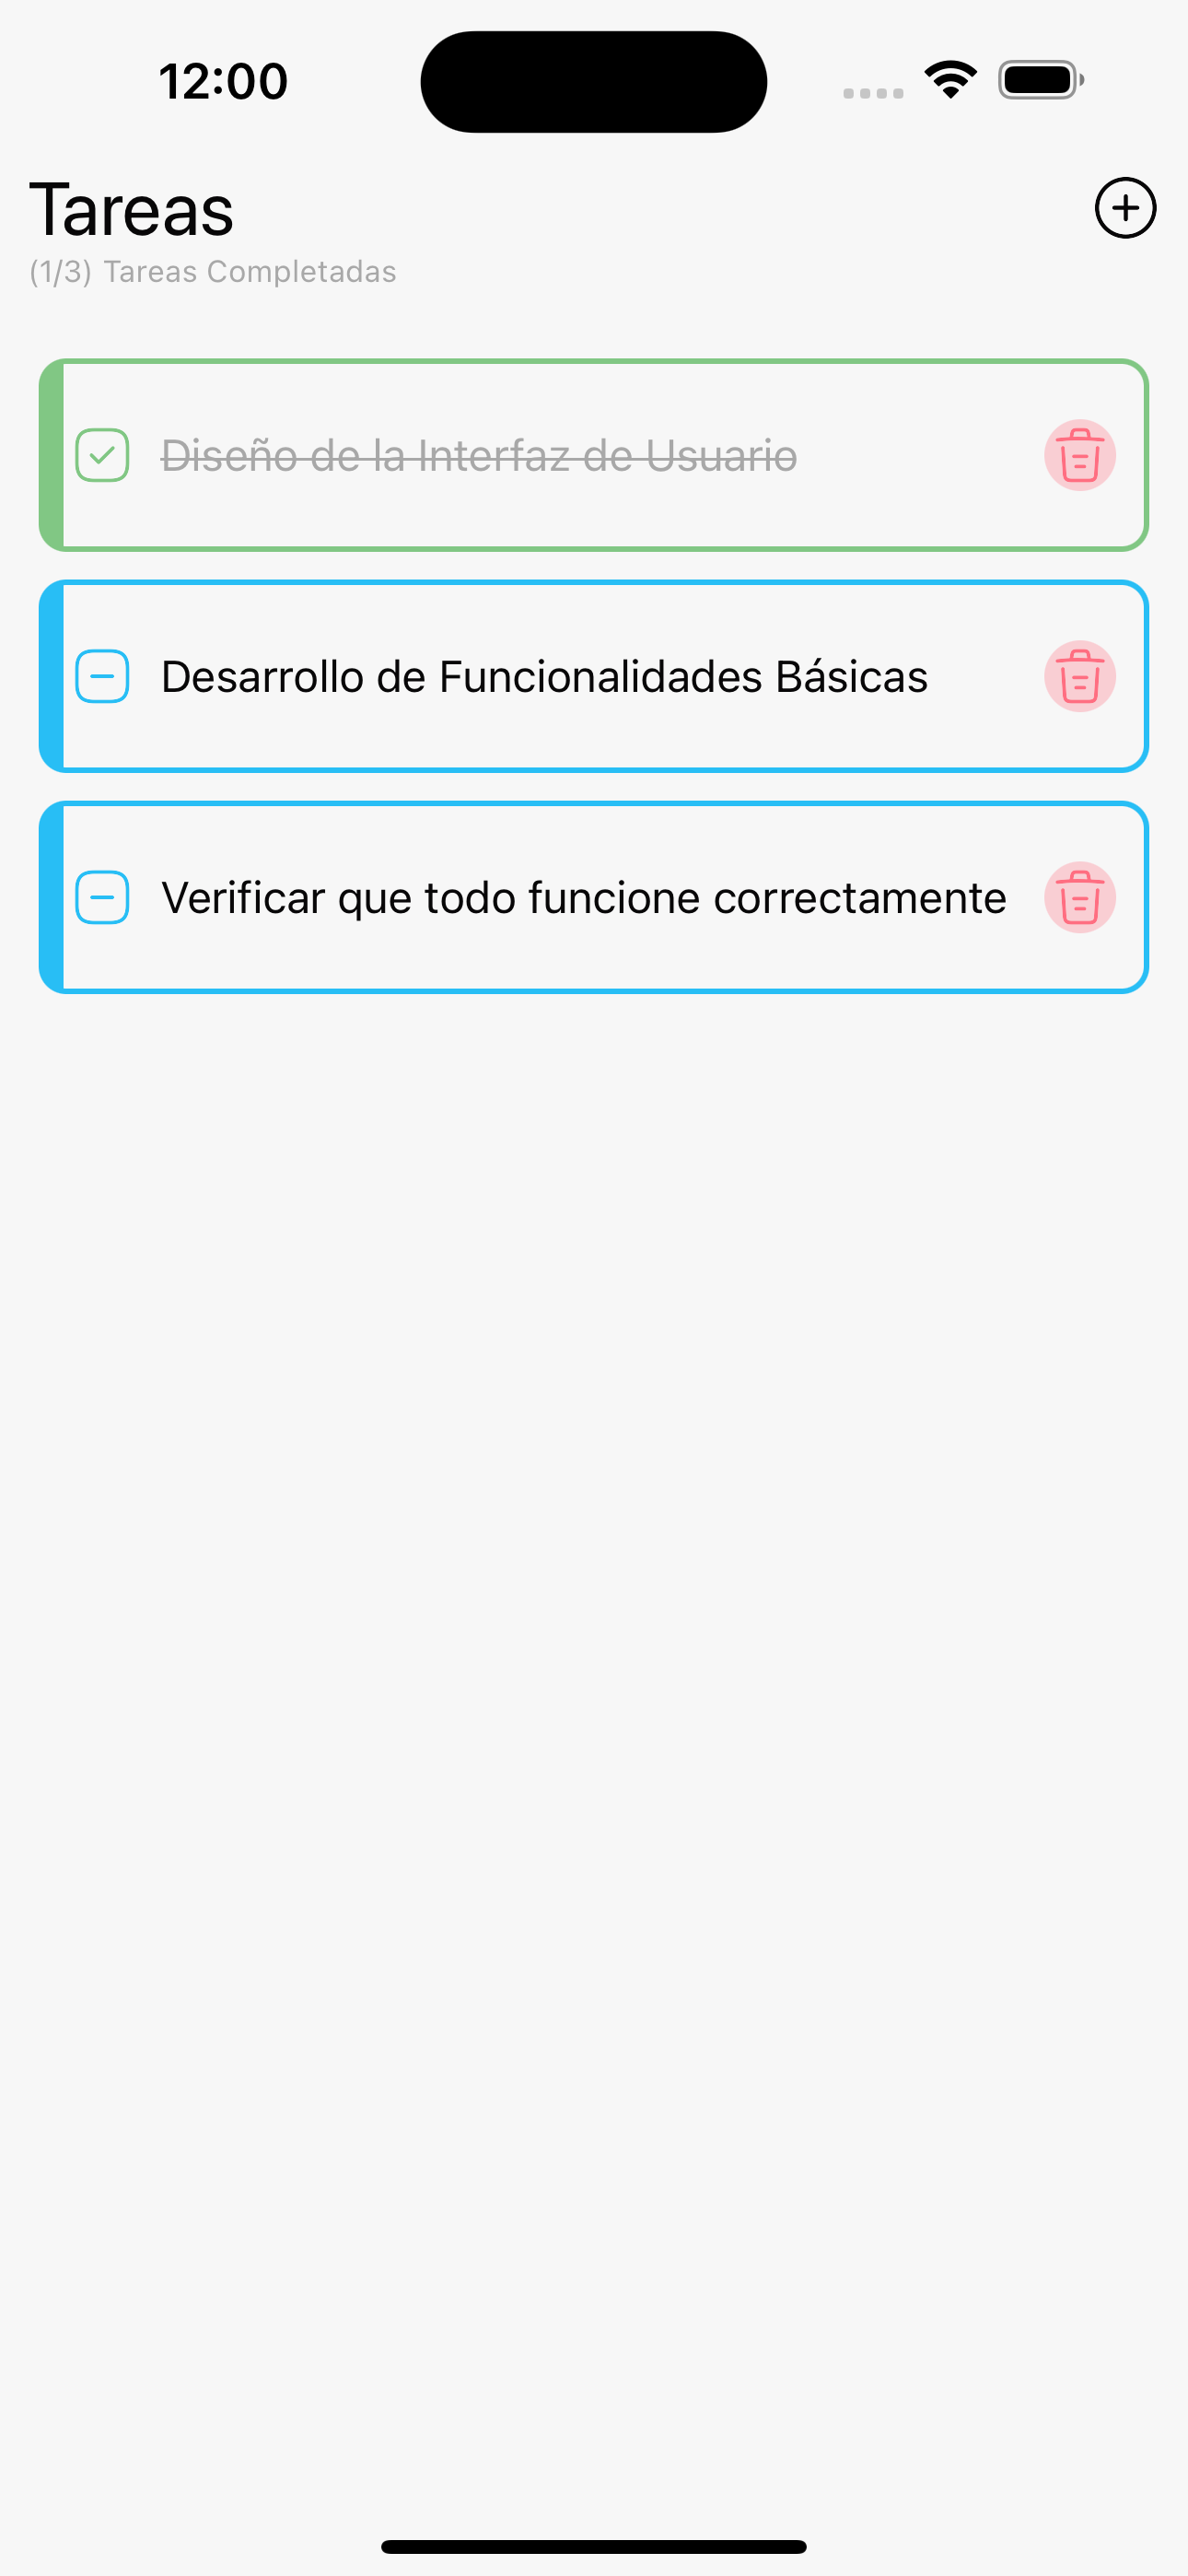 12:00
Tareas
(1/3) Tareas Completadas
Diseño de la Interfaz de Usuario
Desarrollo de Funcionalidades Básicas
Verificar que todo funcione correctamente